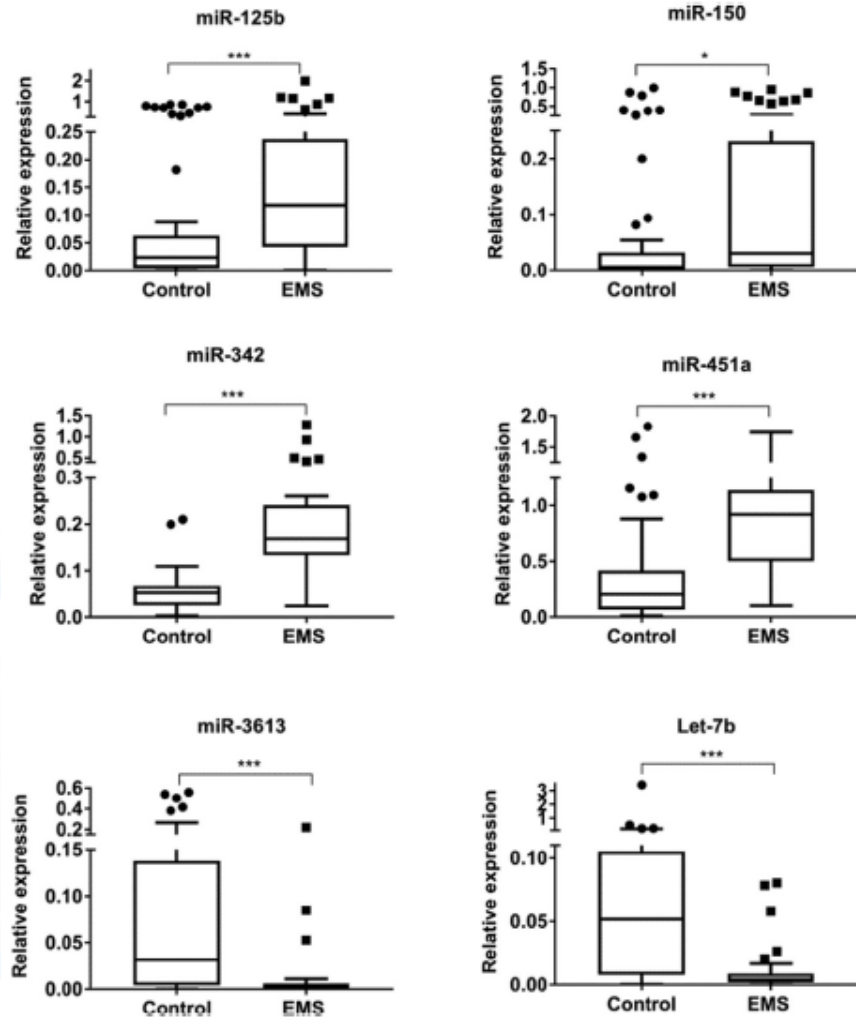 miR-125b
***
Relative expression
2
1
0.25
0.20
0.15
0.10
0.05
0.00
Control EMS
miR-150
*
Relative expression
1.5
1.0
0.5
0.2
0.1
0.0
Control EMS
miR-342
***
Relative expression
1.5
1.0
0.5
0.3
0.2
0.1
0.0
Control EMS
miR-451a
***
Relative expression
2.0
1.5
1.0
0.5
0.0
Control EMS
miR-3613
***
Relative expression
0.6
0.4
0.2
0.15
0.10
0.05
0.00
Control EMS
Let-7b
***
Relative expression
3
2
1
0.10
0.05
0.00
Control EMS